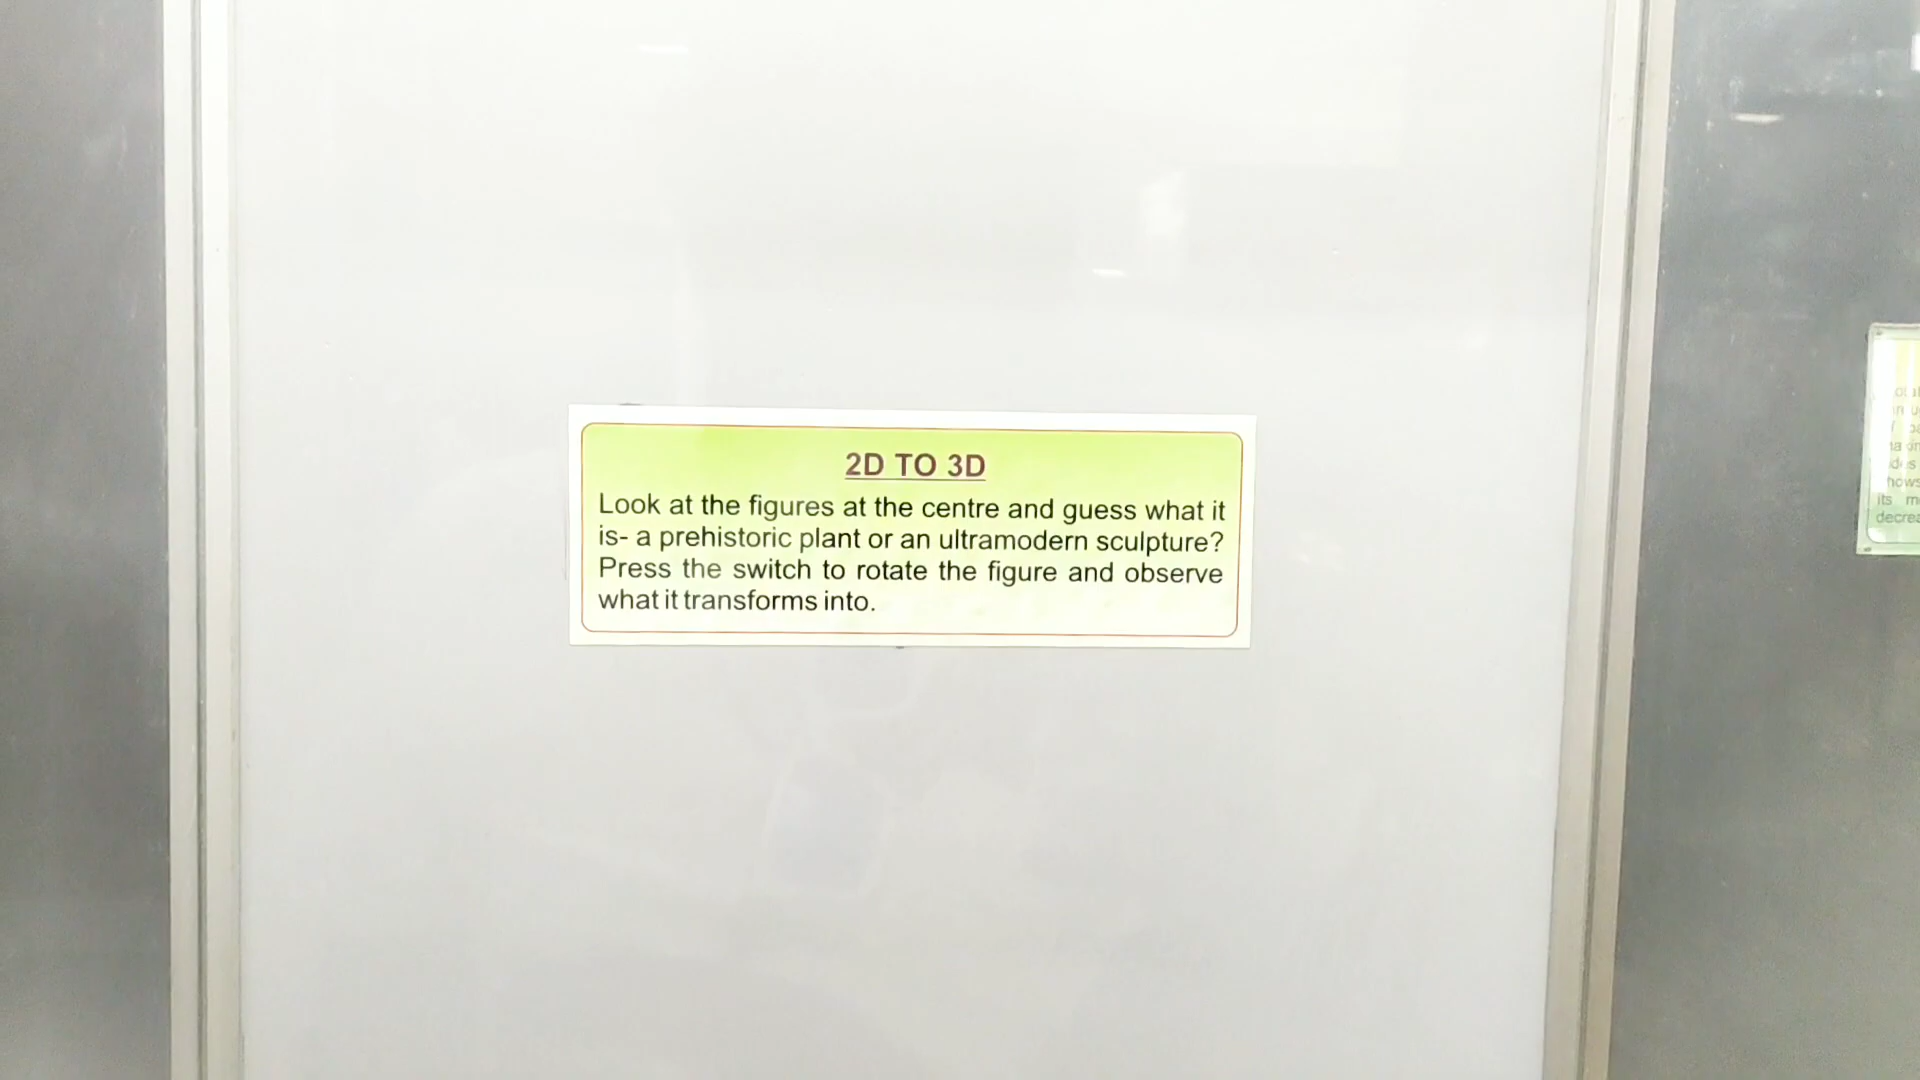 2D TO 3D
Look at the figures at the centre and guess what it
is- a prehistoric plant or an ultramodern sculpture?
Press the switch to rotate the figure and observe
what it transforms into.
its